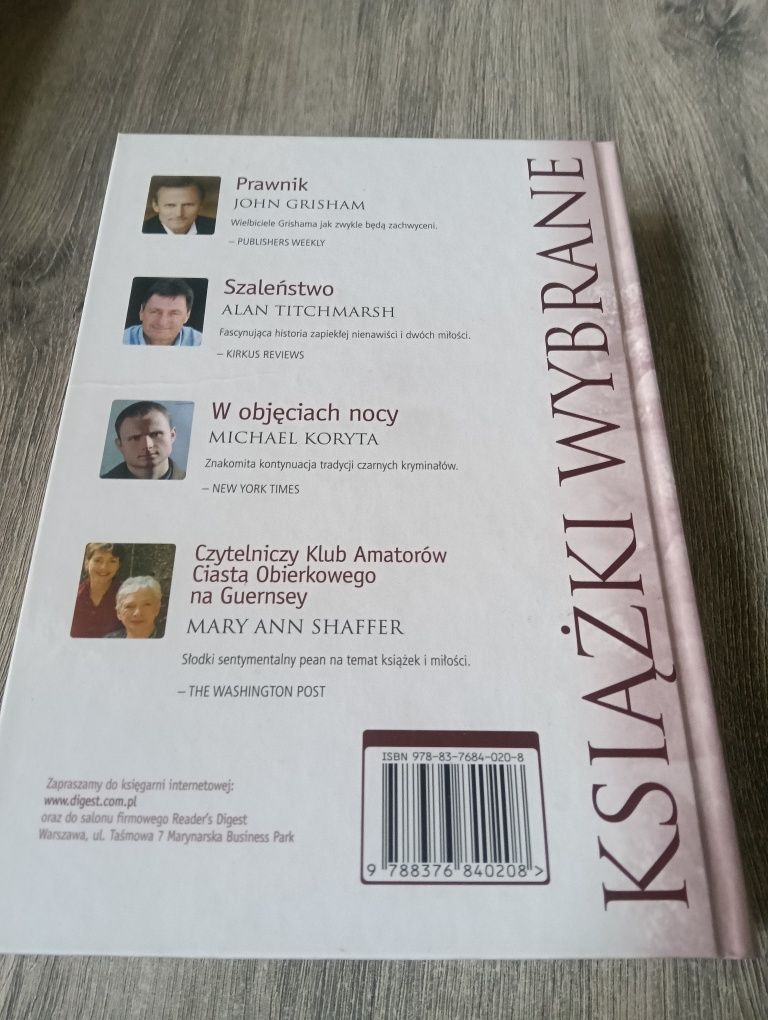 Prawnik
JOHN GRISHAM
Wielbiciele Grishama jak zwykle będą zachwyceni.
– PUBLISHERS WEEKLY
Szaleństwo
ALAN TITCHMARSH
Fascynująca historia zapiekłej nienawiści i dwóch miłości.
– KIRKUS REVIEWS
W objęciach nocy
MICHAEL KORYTA
Znakomita kontynuacja tradycji czarnych kryminałów.
– NEW YORK TIMES
Czytelniczy Klub Amatorów
Ciasta Obierkowego
na Guernsey
MARY ANN SHAFFER
Słodki sentymentalny pean na temat książek i miłości.
– THE WASHINGTON POST
Zapraszamy do księgarni internetowej:
www.digest.com.pl
oraz do salonu firmowego Reader's Digest
Warszawa, ul. Taśmowa 7 Marynarska Business Park
ISBN 978-83-7684-020-8
9 788376 840208 >
KSIĄŻKI WYBRANE